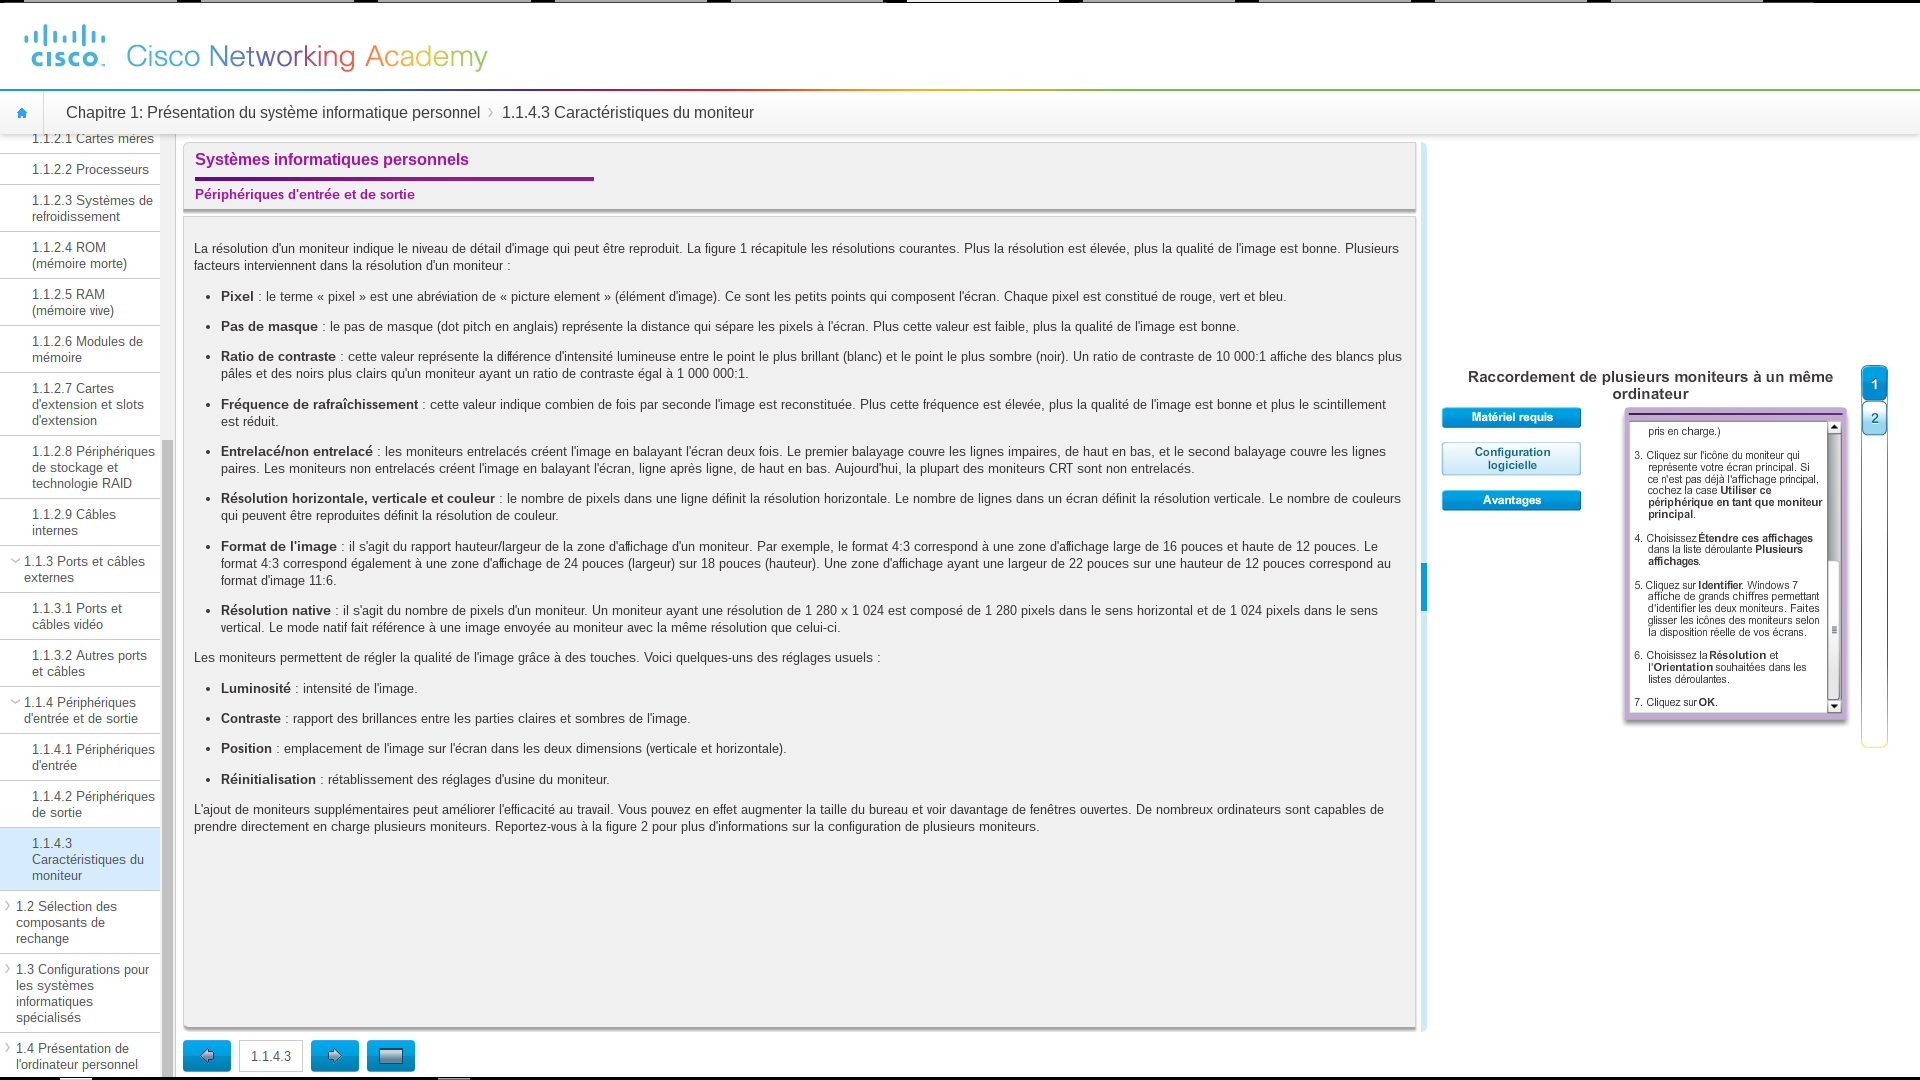 cisco
Cisco Networking Academy
Chapitre 1: Présentation du système informatique personnel
1.1.4.3 Caractéristiques du moniteur
1.1.2.1 Cartes mères
1.1.2.2 Processeurs
1.1.2.3 Systèmes de
refroidissement
1.1.2.4 ROM
(mémoire morte)
1.1.2.5 RAM
(mémoire vive)
1.1.2.6 Modules de
mémoire
1.1.2.7 Cartes
d'extension et slots
d'extension
1.1.2.8 Périphériques
de stockage et
technologie RAID
1.1.2.9 Câbles
internes
1.1.3 Ports et câbles
externes
1.1.3.1 Ports et
câbles vidéo
1.1.3.2 Autres ports
et câbles
1.1.4 Périphériques
d'entrée et de sortie
1.1.4.1 Périphériques
d'entrée
1.1.4.2 Périphériques
de sortie
1.1.4.3
Caractéristiques du
moniteur
1.2 Sélection des
composants de
rechange
1.3 Configurations pour
les systèmes
informatiques
spécialisés
1.4 Présentation de
l'ordinateur personnel
Systèmes informatiques personnels
Périphériques d'entrée et de sortie
La résolution d'un moniteur indique le niveau de détail d'image qui peut être reproduit. La figure 1 récapitule les résolutions courantes. Plus la résolution est élevée, plus la qualité de l'image est bonne. Plusieurs
facteurs interviennent dans la résolution d'un moniteur :
• Pixel : le terme « pixel » est une abréviation de « picture element » (élément d'image). Ce sont les petits points qui composent l'écran. Chaque pixel est constitué de rouge, vert et bleu.
• Pas de masque : le pas de masque (dot pitch en anglais) représente la distance qui sépare les pixels à l'écran. Plus cette valeur est faible, plus la qualité de l'image est bonne.
• Ratio de contraste : cette valeur représente la différence d'intensité lumineuse entre le point le plus brillant (blanc) et le point le plus sombre (noir). Un ratio de contraste de 10 000:1 affiche des blancs plus
pâles et des noirs plus clairs qu'un moniteur ayant un ratio de contraste égal à 1 000 000:1.
• Fréquence de rafraîchissement : cette valeur indique combien de fois par seconde l'image est reconstituée. Plus cette fréquence est élevée, plus la qualité de l'image est bonne et plus le scintillement
est réduit.
• Entrelacé/non entrelacé : les moniteurs entrelacés créent l'image en balayant l'écran deux fois. Le premier balayage couvre les lignes impaires, de haut en bas, et le second balayage couvre les lignes
paires. Les moniteurs non entrelacés créent l'image en balayant l'écran, ligne après ligne, de haut en bas. Aujourd'hui, la plupart des moniteurs CRT sont non entrelacés.
• Résolution horizontale, verticale et couleur : le nombre de pixels dans une ligne définit la résolution horizontale. Le nombre de lignes dans un écran définit la résolution verticale. Le nombre de couleurs
qui peuvent être reproduites définit la résolution de couleur.
• Format de l'image : il s'agit du rapport hauteur/largeur de la zone d'affichage d'un moniteur. Par exemple, le format 4:3 correspond à une zone d'affichage large de 16 pouces et haute de 12 pouces. Le
format 4:3 correspond également à une zone d'affichage de 24 pouces (largeur) sur 18 pouces (hauteur). Une zone d'affichage ayant une largeur de 22 pouces sur une hauteur de 12 pouces correspond au
format d'image 11:6.
• Résolution native : il s'agit du nombre de pixels d'un moniteur. Un moniteur ayant une résolution de 1 280 x 1 024 est composé de 1 280 pixels dans le sens horizontal et de 1 024 pixels dans le sens
vertical. Le mode natif fait référence à une image envoyée au moniteur avec la même résolution que celui-ci.
Les moniteurs permettent de régler la qualité de l'image grâce à des touches. Voici quelques-uns des réglages usuels :
• Luminosité : intensité de l'image.
• Contraste : rapport des brillances entre les parties claires et sombres de l'image.
• Position : emplacement de l'image sur l'écran dans les deux dimensions (verticale et horizontale).
• Réinitialisation : rétablissement des réglages d'usine du moniteur.
L'ajout de moniteurs supplémentaires peut améliorer l'efficacité au travail. Vous pouvez en effet augmenter la taille du bureau et voir davantage de fenêtres ouvertes. De nombreux ordinateurs sont capables de
prendre directement en charge plusieurs moniteurs. Reportez-vous à la figure 2 pour plus d'informations sur la configuration de plusieurs moniteurs.
1.1.4.3
Raccordement de plusieurs moniteurs à un même
ordinateur
Matériel requis
Configuration
logicielle
Avantages
pris en charge.)
3. Cliquez sur l'icône du moniteur qui
représente votre écran principal. Si
ce n'est pas déjà l'affichage principal,
cochez la case Utiliser ce
périphérique en tant que moniteur
principal.
4. Choisissez Étendre ces affichages
dans la liste déroulante Plusieurs
affichages.
5. Cliquez sur Identifier. Windows 7
affiche de grands chiffres permettant
d'identifier les deux moniteurs. Faites
glisser les icônes des moniteurs selon
la disposition réelle de vos écrans.
6. Choisissez la Résolution et
l'Orientation souhaitées dans les
listes déroulantes.
7. Cliquez sur OK.
1
2